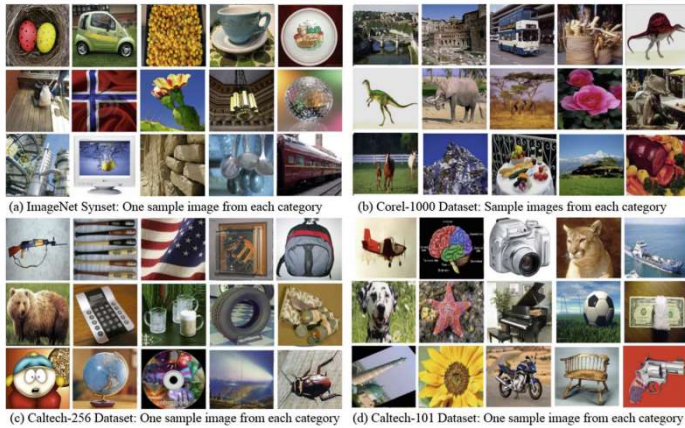 (a) ImageNet Synset: One sample image from each category
(b) Corel-1000 Dataset: Sample images from each category
(c) Caltech-256 Dataset: One sample image from each category
(d) Caltech-101 Dataset: One sample image from each category